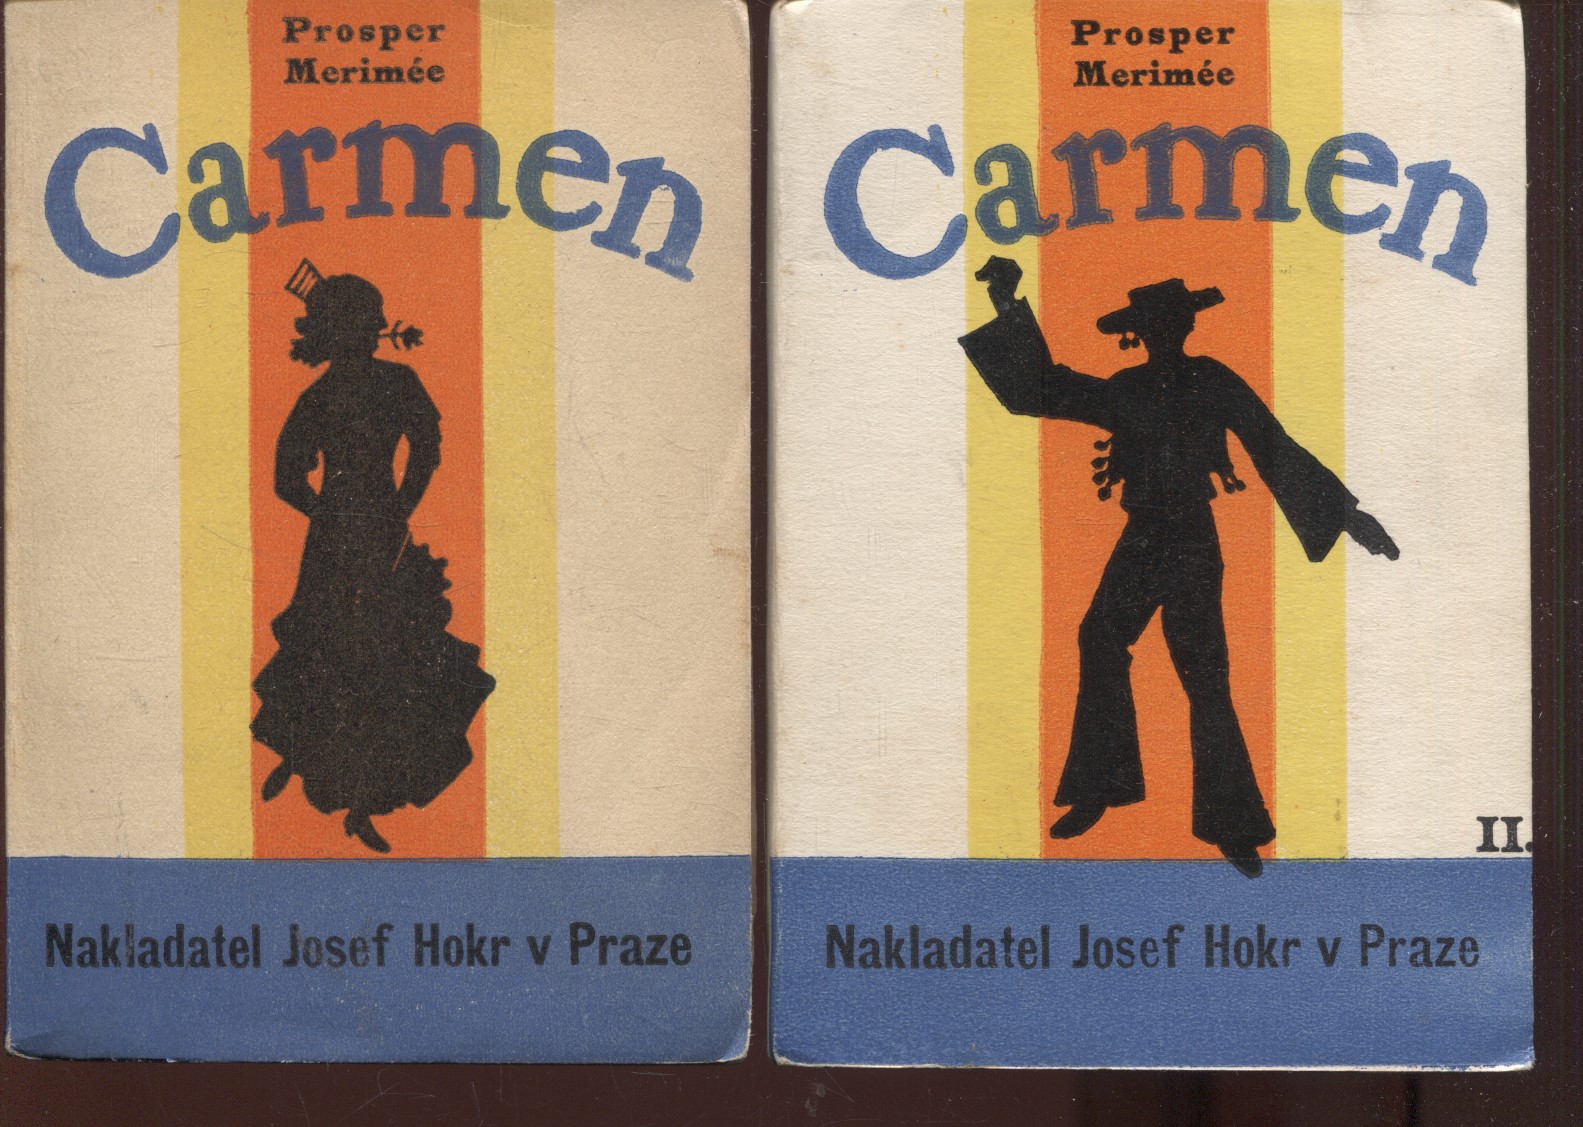 Prosper
Merimée
Carmen
Nakladatel Josef Hokr v Praze
Prosper
Merimée
Carmen
II.
Nakladatel Josef Hokr v Praze